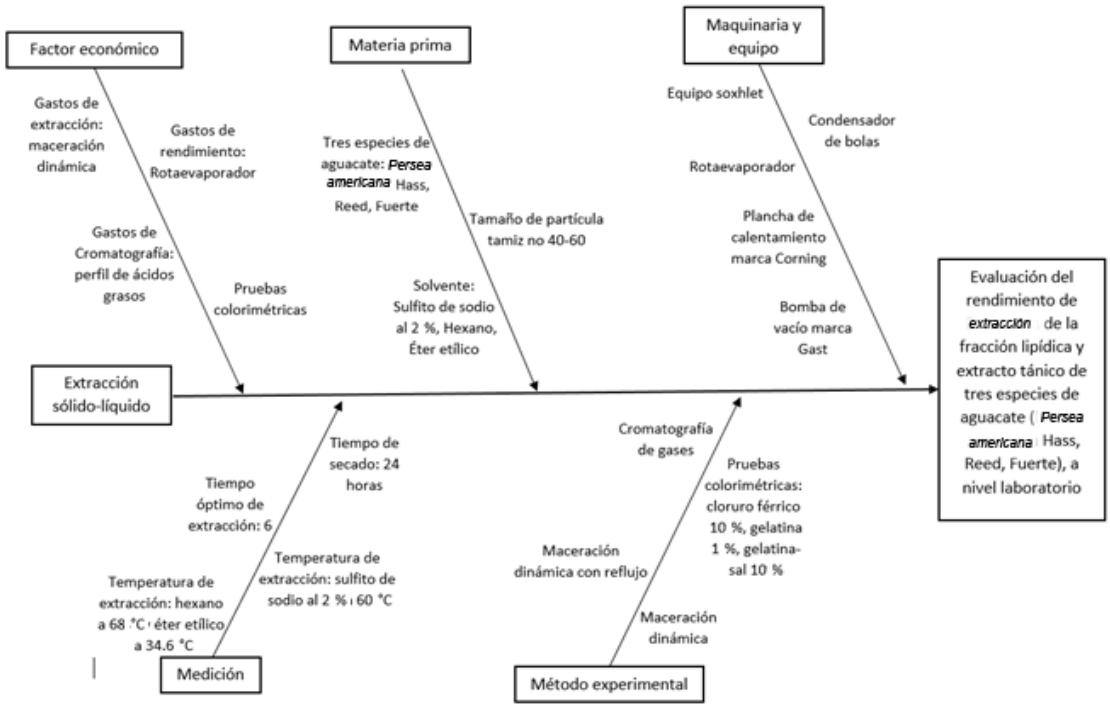 Factor económico
Gastos de
extracción:
maceración
dinámica
Gastos de
rendimiento:
Rotaevaporador
Gastos de
Cromatografía:
perfil de ácidos
grasos
Pruebas
colorimétricas
Materia prima
Tres especies de
aguacate: Persea
americana Hass,
Reed, Fuerte
Tamaño de partícula
tamiz no 40-60
Solvente:
Sulfito de sodio
al 2 %, Hexano,
Éter etílico
Maquinaria y
equipo
Equipo soxhlet
Condensador
de bolas
Rotaevaporador
Plancha de
calentamiento
marca Corning
Bomba de
vacío marca
Gast
Extracción
sólido-líquido
Evaluación del
rendimiento de
extracción de la
fracción lipídica y
extracto tánico de
tres especies de
aguacate ( Persea
americana Hass,
Reed, Fuerte), a
nivel laboratorio
Tiempo de
secado: 24
horas
Tiempo
óptimo de
extracción: 6
Temperatura de
extracción: sulfito de
sodio al 2 % 60 °C
Temperatura de
extracción: hexano
a 68 °C éter etílico
a 34.6 °C
Medición
Cromatografía
de gases
Pruebas
colorimétricas:
cloruro férrico
10 %, gelatina
1 %, gelatina-
sal 10 %
Maceración
dinámica con reflujo
Maceración
dinámica
Método experimental